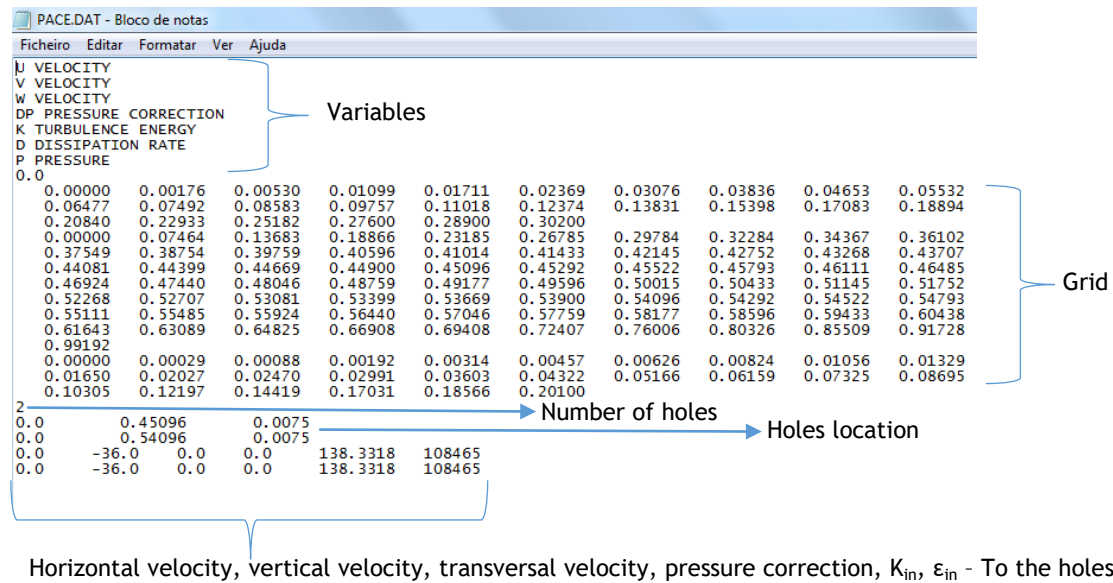 PACE.DAT - Bloco de notas
Ficheiro Editar Formatar Ver Ajuda
U VELOCITY
V VELOCITY
W VELOCITY
DP PRESSURE CORRECTION
K TURBULENCE ENERGY
D DISSIPATION RATE
P PRESSURE
0.0
Variables
0.00000 0.00176 0.00530 0.01099 0.01711 0.02369 0.03076 0.03836 0.04653 0.05532
0.06477 0.07492 0.08583 0.09757 0.11018 0.12374 0.13831 0.15398 0.17083 0.18894
0.20840 0.22933 0.25182 0.27600 0.28900 0.30200
0.00000 0.07464 0.13683 0.18866 0.23185 0.26785 0.29784 0.32284 0.34367 0.36102
0.37549 0.38754 0.39759 0.40596 0.41014 0.41433 0.42145 0.42752 0.43268 0.43707
0.44081 0.44399 0.44669 0.44900 0.45096 0.45292 0.45522 0.45793 0.46111 0.46485
0.46924 0.47440 0.48046 0.48759 0.49177 0.49596 0.50015 0.50433 0.51145 0.51752
0.52268 0.52707 0.53081 0.53399 0.53669 0.53900 0.54096 0.54292 0.54522 0.54793
0.55111 0.55485 0.55924 0.56440 0.57046 0.57759 0.58177 0.58596 0.59433 0.60438
0.61643 0.63089 0.64825 0.66908 0.69408 0.72407 0.76006 0.80326 0.85509 0.91728
0.99192
0.00000 0.00029 0.00088 0.00192 0.00314 0.00457 0.00626 0.00824 0.01056 0.01329
0.01650 0.02027 0.02470 0.02991 0.03603 0.04322 0.05166 0.06159 0.07325 0.08695
0.10305 0.12197 0.14419 0.17031 0.18566 0.20100
Grid
2
Number of holes
0.0 0.45096 0.0075
0.0 0.54096 0.0075
Holes location
0.0 -36.0 0.0 0.0 138.3318 108465
0.0 -36.0 0.0 0.0 138.3318 108465
Horizontal velocity, vertical velocity, transversal velocity, pressure correction, Kin, εin – To the holes